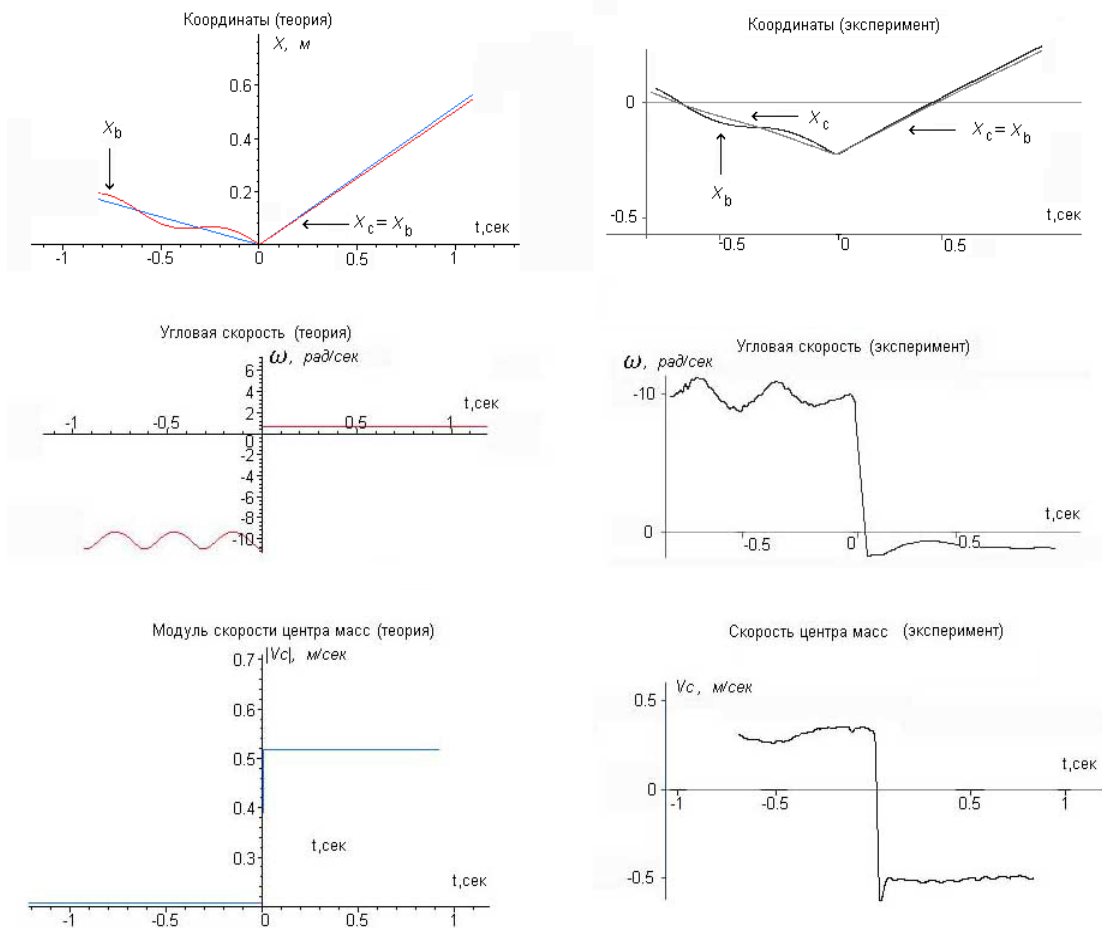 Координаты (теория)
X, м
0.6
0.4
0.2
X_b
X_c = X_b
t,сек
-1
-0.5
0
0.5
1
Координаты (эксперимент)
0
X_c
X_c = X_b
X_b
-0.5
t,сек
-0.5
0
0.5
Угловая скорость (теория)
ω, рад/сек
6
4
2
t,сек
-1
-0.5
0.5
1
0
-2
-4
-6
-8
-10
Угловая скорость (эксперимент)
ω, рад/сек
-10
0
t,сек
-0.5
0
0.5
Модуль скорости центра масс (теория)
|Vc|, м/сек
0.7
0.6
0.5
0.4
0.3
t,сек
t,сек
-1
-0.5
0
0.5
1
Скорость центра масс (эксперимент)
Vc, м/сек
0.5
t,сек
0
-1
-0.5
0.5
1
-0.5